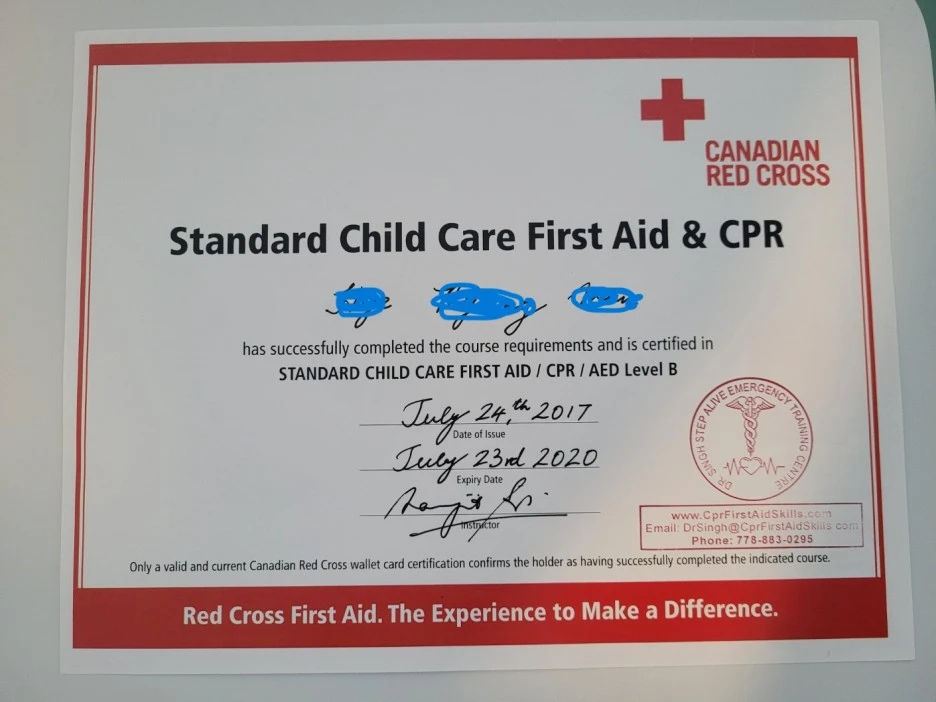 CANADIAN
RED CROSS
Standard Child Care First Aid & CPR
has successfully completed the course requirements and is certified in
STANDARD CHILD CARE FIRST AID / CPR / AED Level B
July 24,th 2017
Date of Issue
July 23rd 2020
Expiry Date
Instructor
DR. SINGH STEP ALIVE EMERGENCY TRAINING CENTRE
www.CprFirstAidSkills.com
Email: DrSingh@CprFirstAidSkills.com
Phone: 778-883-0295
Only a valid and current Canadian Red Cross wallet card certification confirms the holder as having successfully completed the indicated course.
Red Cross First Aid. The Experience to Make a Difference.